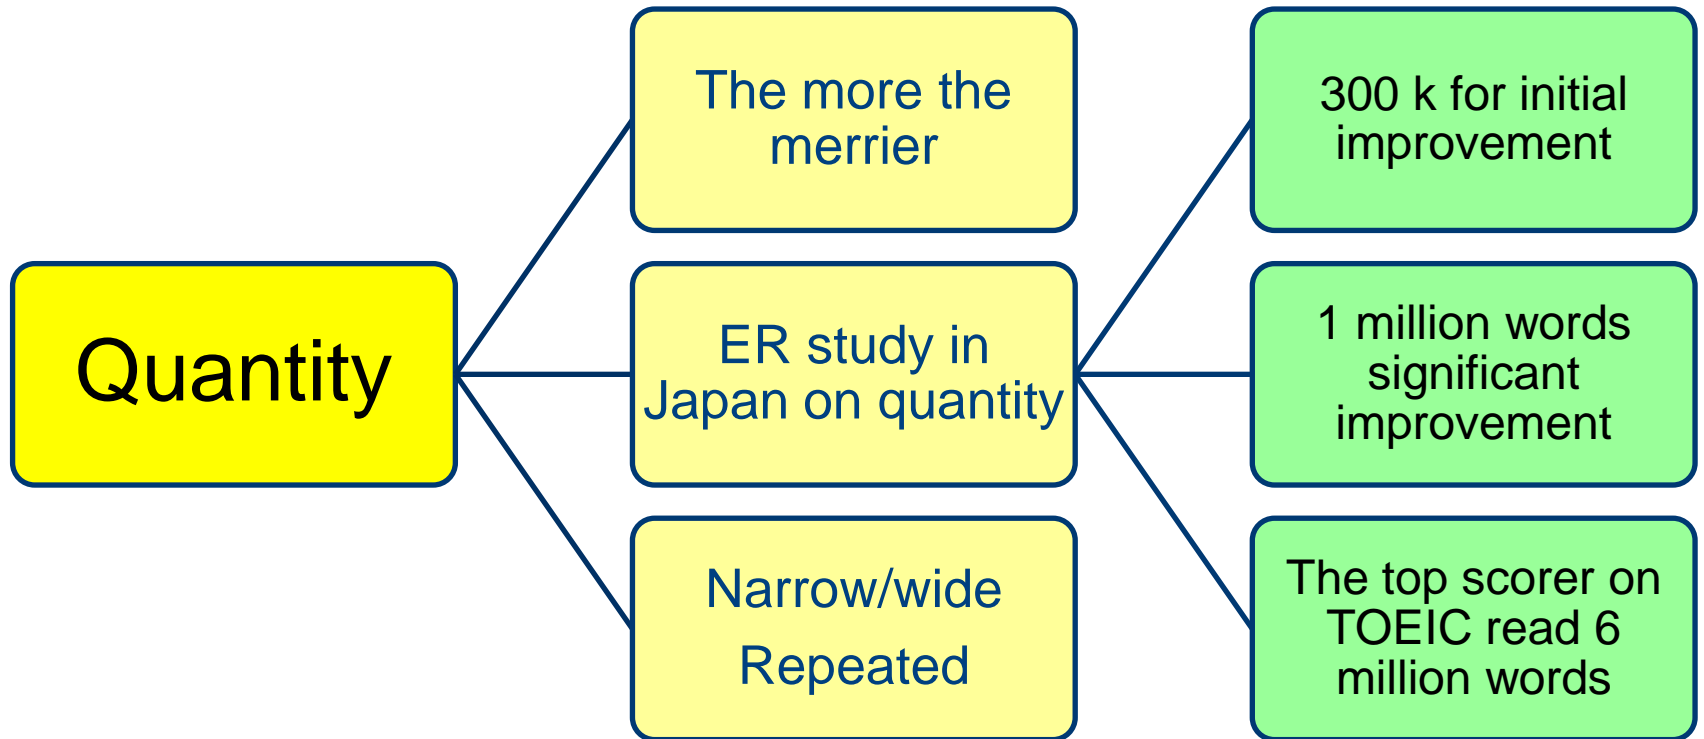 Quantity
The more the
merrier
ER study in
Japan on quantity
Narrow/wide
Repeated
300 k for initial
improvement
1 million words
significant
improvement
The top scorer on
TOEIC read 6
million words